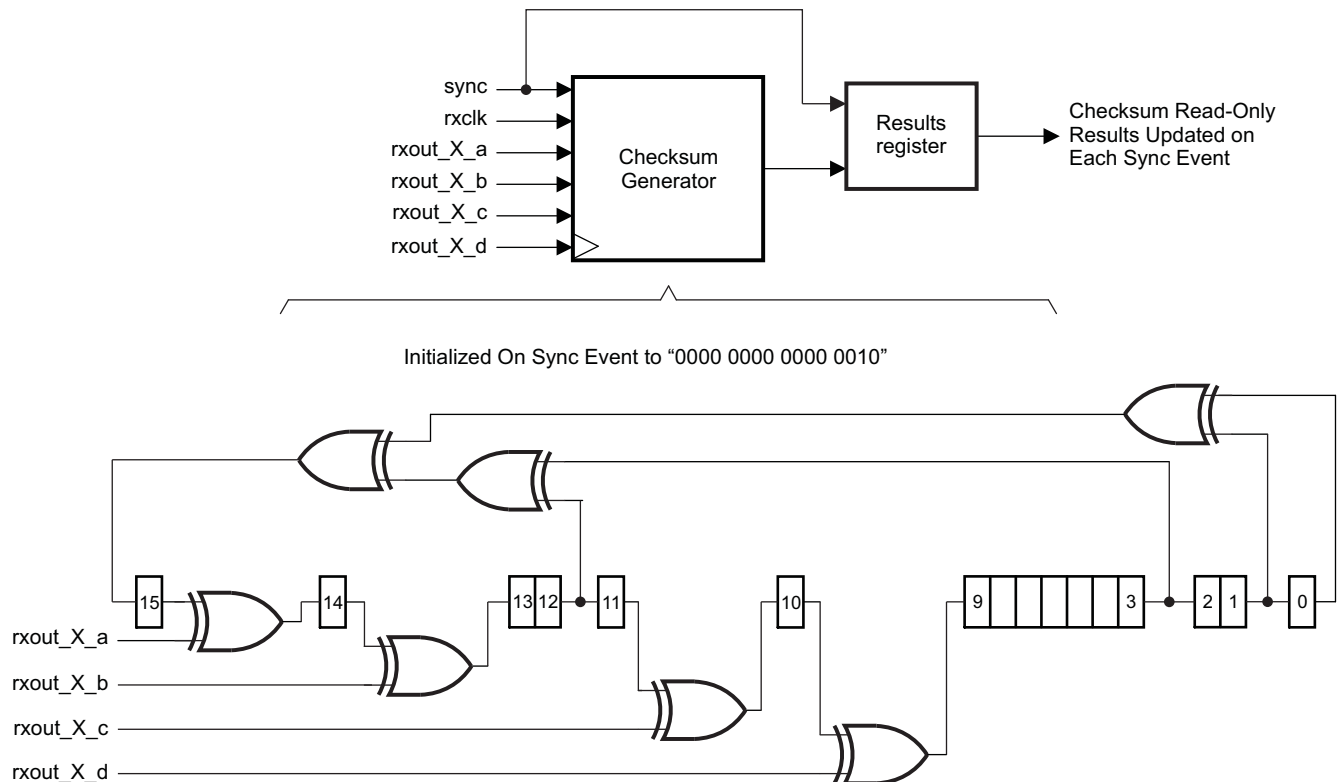 sync
rxclk
rxout_X_a
rxout_X_b
rxout_X_c
rxout_X_d
Checksum
Generator
Results
register
Checksum Read-Only
Results Updated on
Each Sync Event
Initialized On Sync Event to “0000 0000 0000 0010”
15
14
13 12
11
10
9
3
2 1
0
rxout_X_a
rxout_X_b
rxout_X_c
rxout_X_d